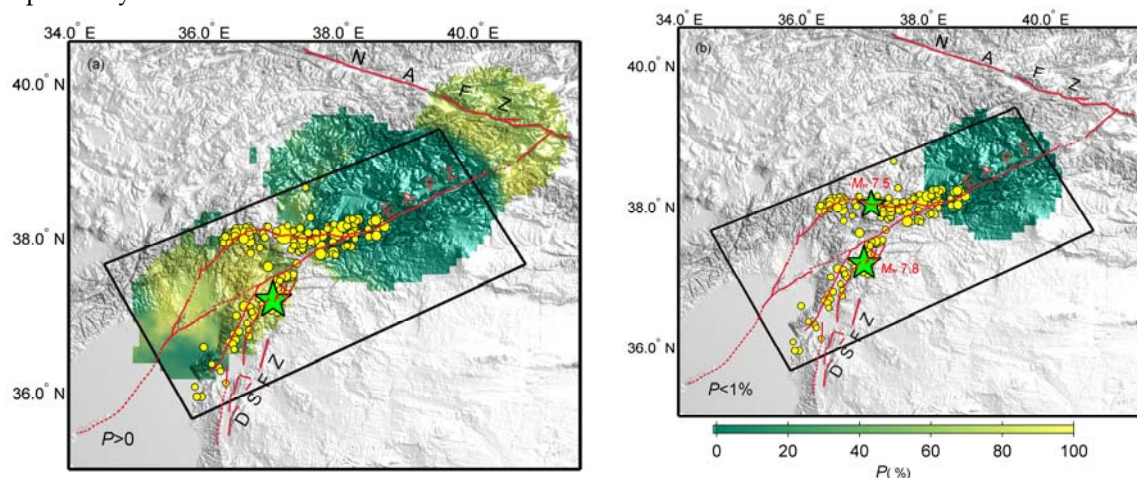 34.0° E 36.0° E 38.0° E 40.0° E
(a)
N A F Z
40.0° N
E A F Z
38.0° N
36.0° N
D S F Z
P>0
34.0° E 36.0° E 38.0° E 40.0° E
(b)
N A F Z
40.0° N
E A F Z
Mw 7.5
38.0° N
Mw 7.8
36.0° N
D S F Z
P<1%
0 20 40 60 80 100
P(%)